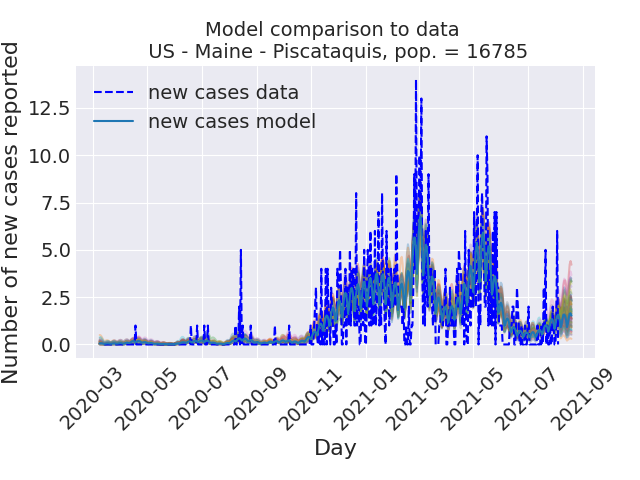 Model comparison to data
US - Maine - Piscataquis, pop. = 16785
new cases data
new cases model
Number of new cases reported
12.5
10.0
7.5
5.0
2.5
0.0
2020-03
2020-05
2020-07
2020-09
2020-11
2021-01
2021-03
2021-05
2021-07
2021-09
Day